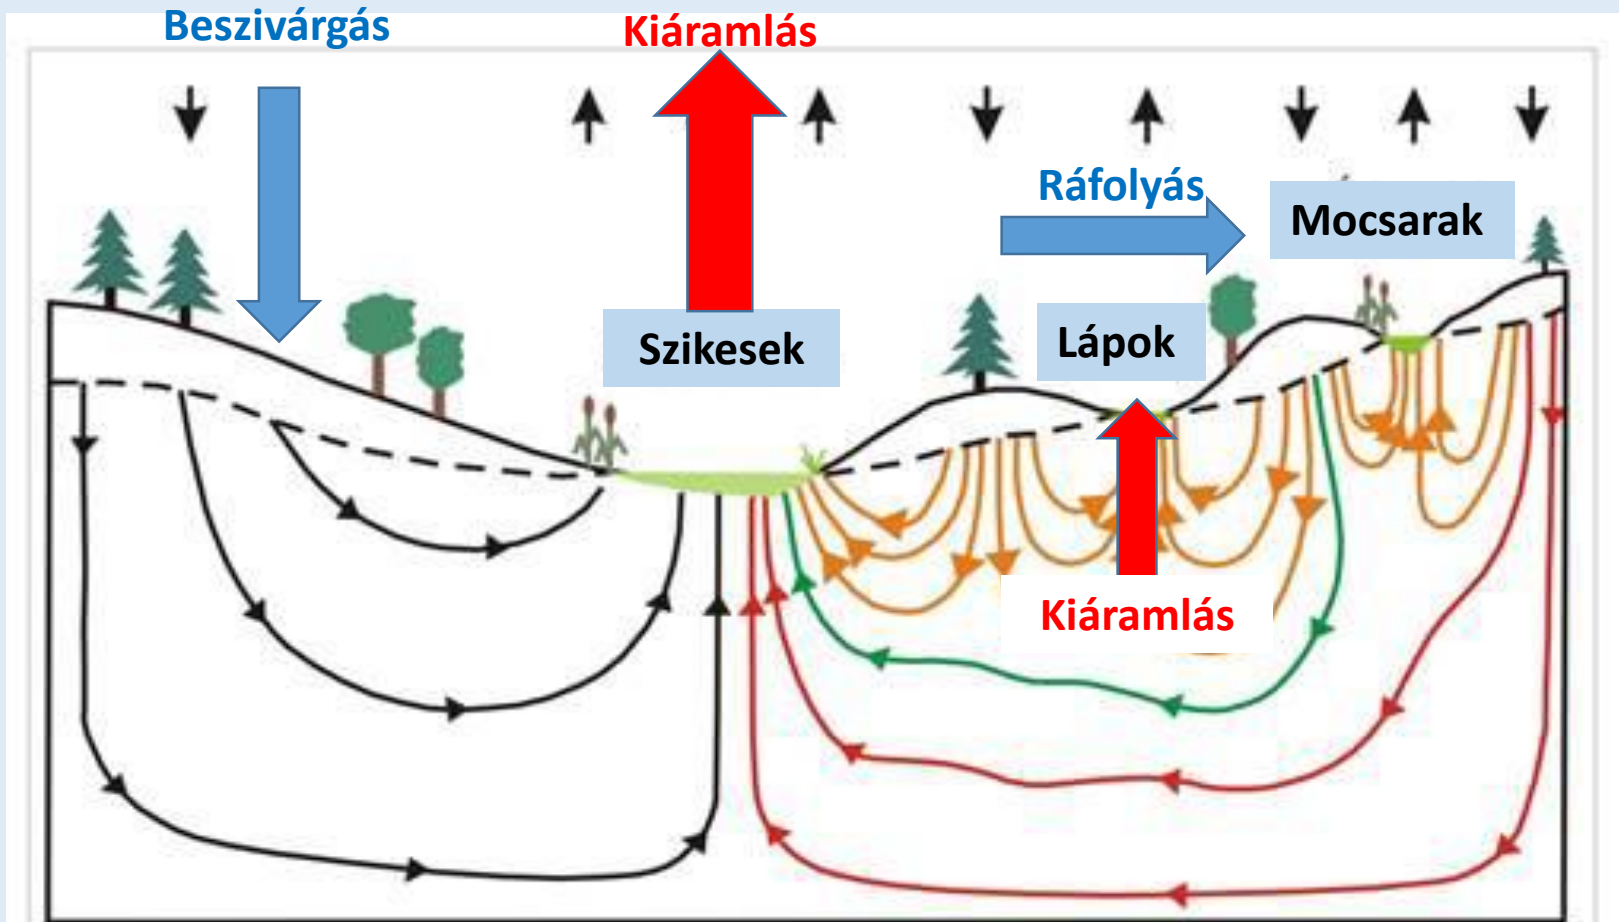 Beszivárgás
Kiáramlás
Ráfolyás
Mocsarak
Szikesek
Lápok
Kiáramlás